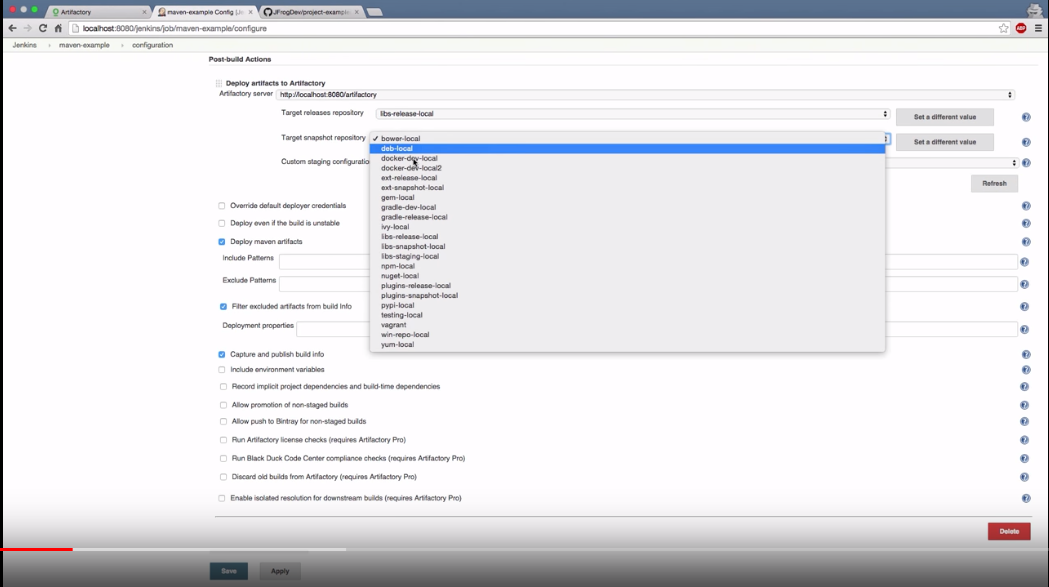 Artifactory
maven-example Config [Je
JFrogDev/project-example
localhost:8080/jenkins/job/maven-example/configure
Jenkins
maven-example
configuration
Post-build Actions
Deploy artifacts to Artifactory
Artifactory server http://localhost:8080/artifactory
Target releases repository libs-release-local Set a different value
Target snapshot repository ✓ bower-local Set a different value
deb-local
docker-dev-local
Custom staging configuratio
docker-dev-local2
ext-release-local
ext-snapshot-local
Refresh
gem-local
gradle-dev-local
Override default deployer credentials
gradle-release-local
Deploy even if the build is unstable
ivy-local
libs-release-local
Deploy maven artifacts
libs-snapshot-local
libs-staging-local
Include Patterns
npm-local
nuget-local
Exclude Patterns
plugins-release-local
plugins-snapshot-local
pypi-local
Filter excluded artifacts from build Info
testing-local
Deployment properties
vagrant
win-repo-local
yum-local
Capture and publish build info
Include environment variables
Record implicit project dependencies and build-time dependencies
Allow promotion of non-staged builds
Allow push to Bintray for non-staged builds
Run Artifactory license checks (requires Artifactory Pro)
Run Black Duck Code Center compliance checks (requires Artifactory Pro)
Discard old builds from Artifactory (requires Artifactory Pro)
Enable isolated resolution for downstream builds (requires Artifactory Pro)
Delete
Save
Apply